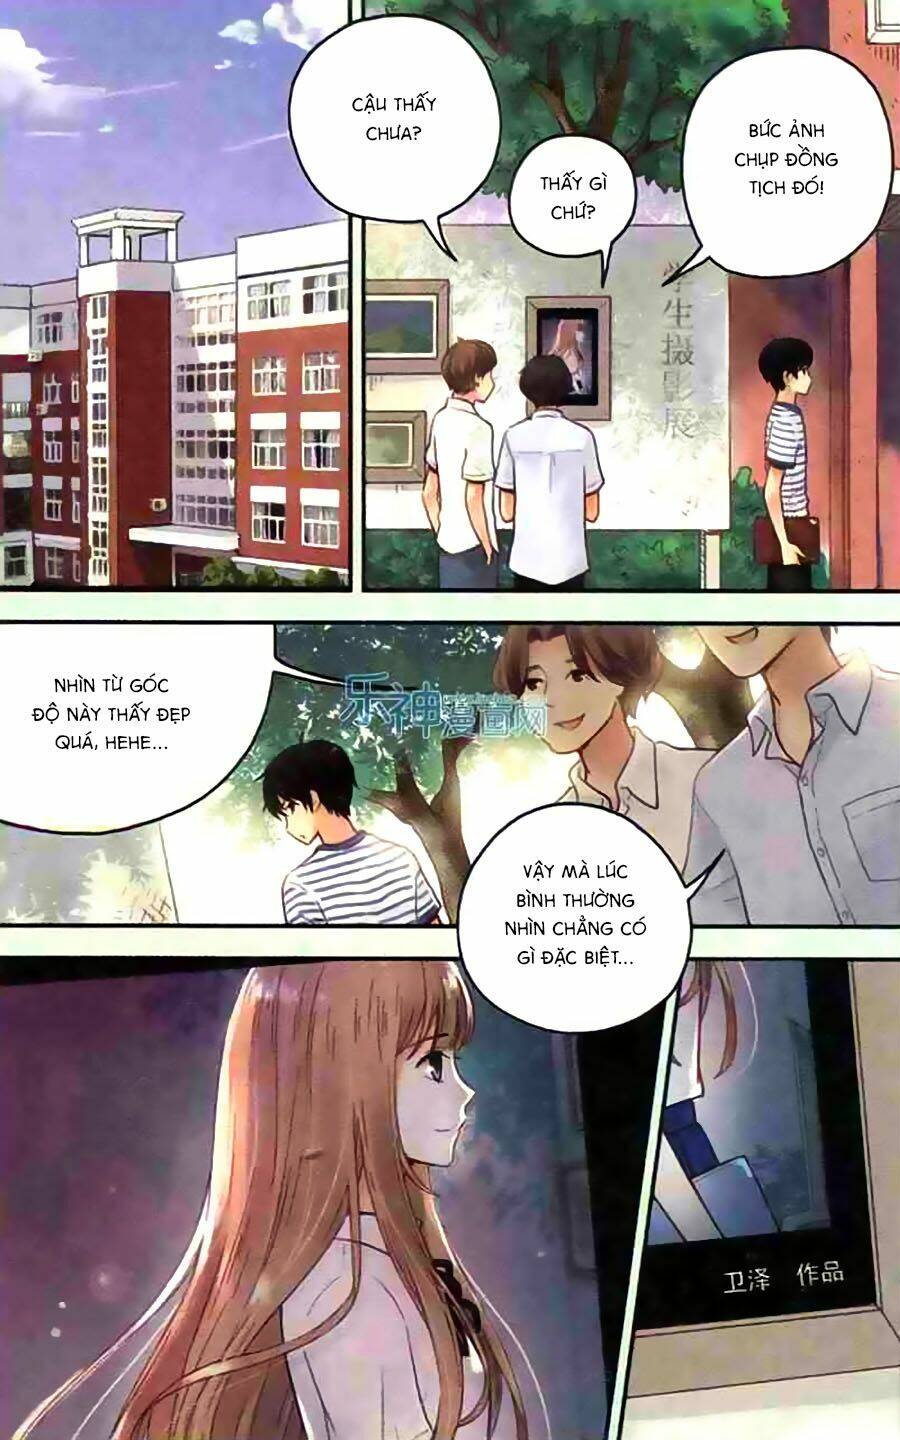 CẬU THẤY
CHƯA?
THẤY GÌ
CHỨ?
BỨC ẢNH
CHỤP ĐỒNG
TỊCH ĐÓ!
学生摄影展
NHÌN TỪ GÓC
ĐỘ NÀY THẤY ĐẸP
QUÁ, HEHE...
乐神漫画网
VẬY MÀ LÚC
BÌNH THƯỜNG
NHÌN CHẲNG CÓ
GÌ ĐẶC BIỆT...
卫泽 作品